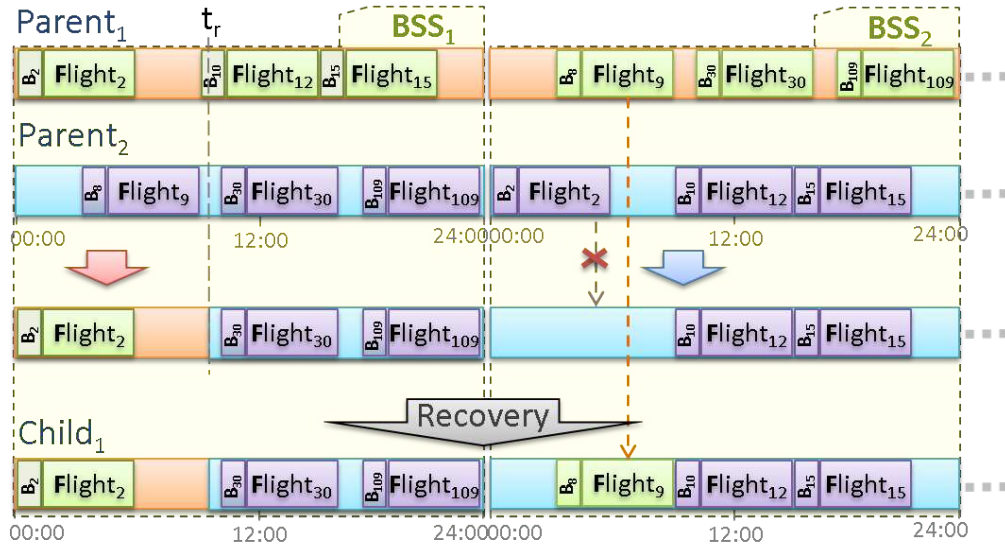 Parent₁ t_r BSS₁ BSS₂
B₂ Flight₂ B₁₀ Flight₁₂ B₁₅ Flight₁₅ B₈ Flight₉ B₃₀ Flight₃₀ B₁₀₉ Flight₁₀₉
Parent₂
B₈ Flight₉ B₃₀ Flight₃₀ B₁₀₉ Flight₁₀₉ B₂ Flight₂ B₁₀ Flight₁₂ B₁₅ Flight₁₅
00:00 12:00 24:00 00:00 12:00 24:00
B₂ Flight₂ B₃₀ Flight₃₀ B₁₀₉ Flight₁₀₉ B₁₀ Flight₁₂ B₁₅ Flight₁₅
Recovery
Child₁
B₂ Flight₂ B₃₀ Flight₃₀ B₁₀₉ Flight₁₀₉ B₈ Flight₉ B₁₀ Flight₁₂ B₁₅ Flight₁₅
00:00 12:00 24:00 00:00 12:00 24:00